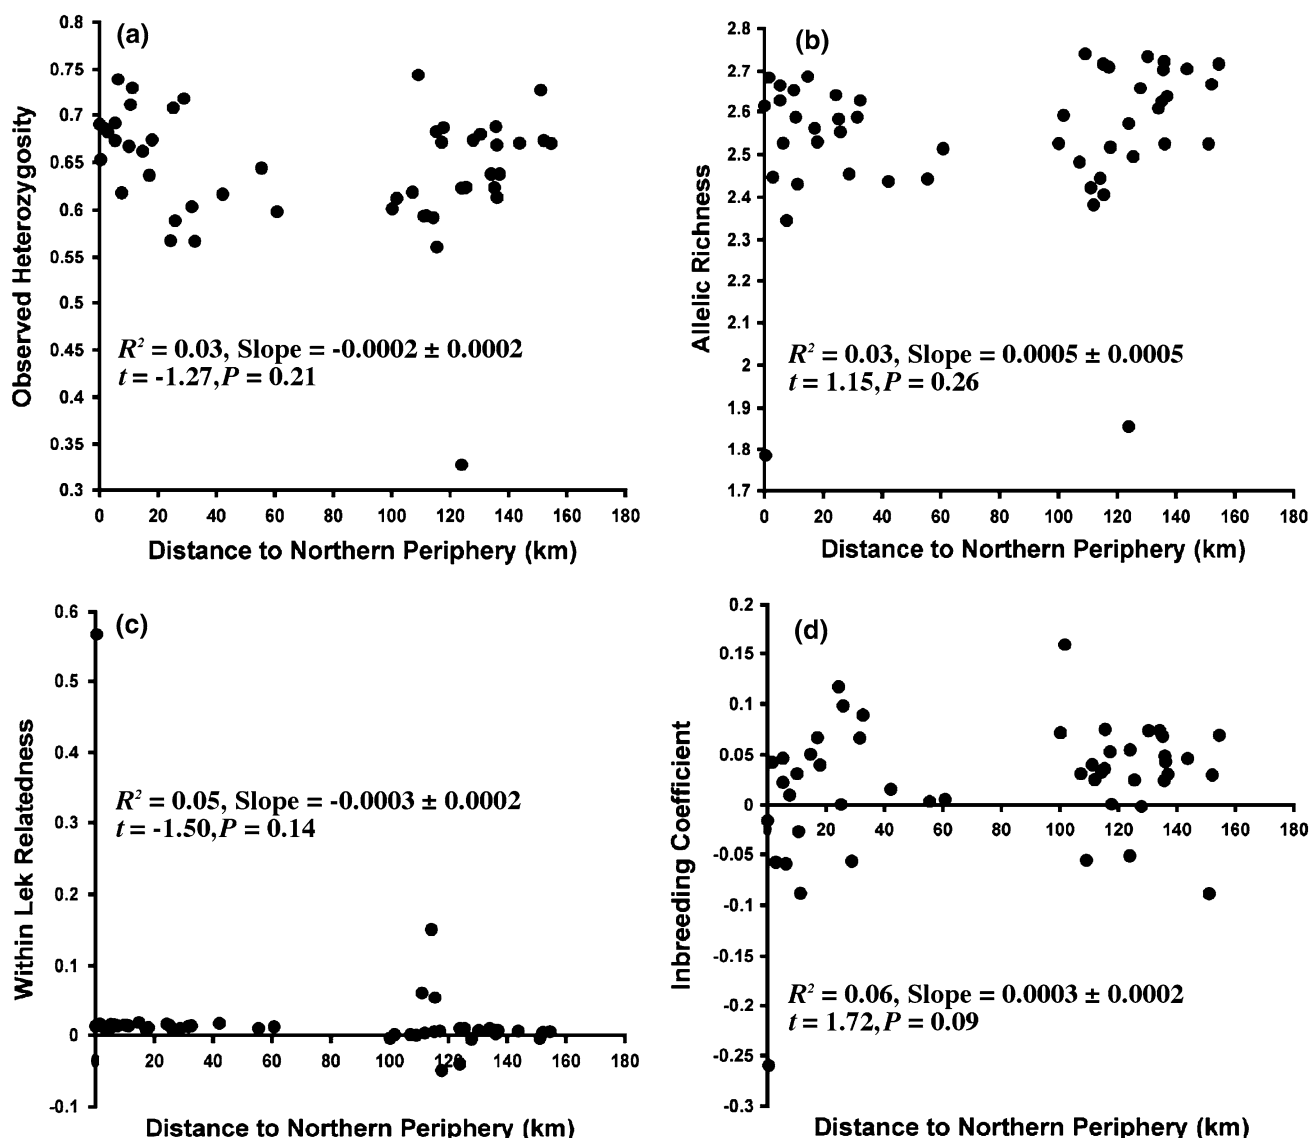 (a)
Observed Heterozygosity
0.8
0.75
0.7
0.65
0.6
0.55
0.5
0.45
0.4
0.35
0.3
R² = 0.03, Slope = -0.0002 ± 0.0002
t = -1.27, P = 0.21
0 20 40 60 80 100 120 140 160 180
Distance to Northern Periphery (km)
(b)
Allelic Richness
2.8
2.7
2.6
2.5
2.4
2.3
2.2
2.1
2
1.9
1.8
1.7
R² = 0.03, Slope = 0.0005 ± 0.0005
t = 1.15, P = 0.26
0 20 40 60 80 100 120 140 160 180
Distance to Northern Periphery (km)
(c)
Within Lek Relatedness
0.6
0.5
0.4
0.3
0.2
0.1
0
-0.1
R² = 0.05, Slope = -0.0003 ± 0.0002
t = -1.50, P = 0.14
0 20 40 60 80 100 120 140 160 180
Distance to Northern Periphery (km)
(d)
Inbreeding Coefficient
0.2
0.15
0.1
0.05
0
-0.05
-0.1
-0.15
-0.2
-0.25
-0.3
0 20 40 60 80 100 120 140 160 180
R² = 0.06, Slope = 0.0003 ± 0.0002
t = 1.72, P = 0.09
Distance to Northern Periphery (km)